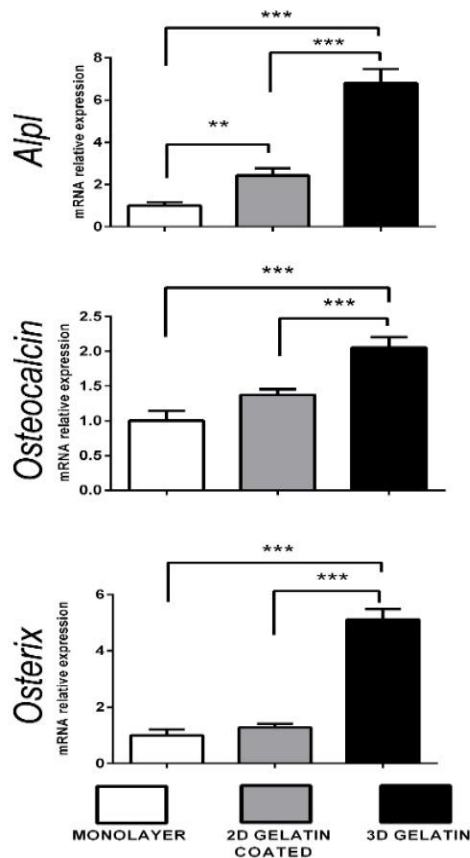 ***
***
**
Alpl
mRNA relative expression
8
6
4
2
0
***
***
Osteocalcin
mRNA relative expression
2.5
2.0
1.5
1.0
0.5
0.0
***
***
Osterix
mRNA relative expression
6
4
2
0
MONOLAYER
2D GELATIN
COATED
3D GELATIN